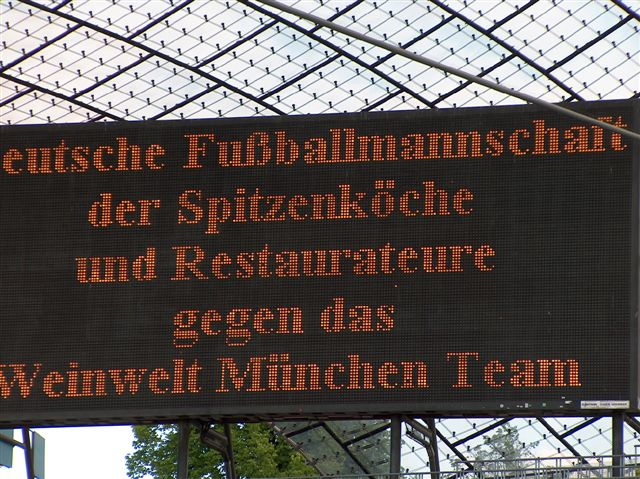 eutsche Fußballmannschaft
der Spitzenköche
und Restaurateure
gegen das
Weinwelt München Team